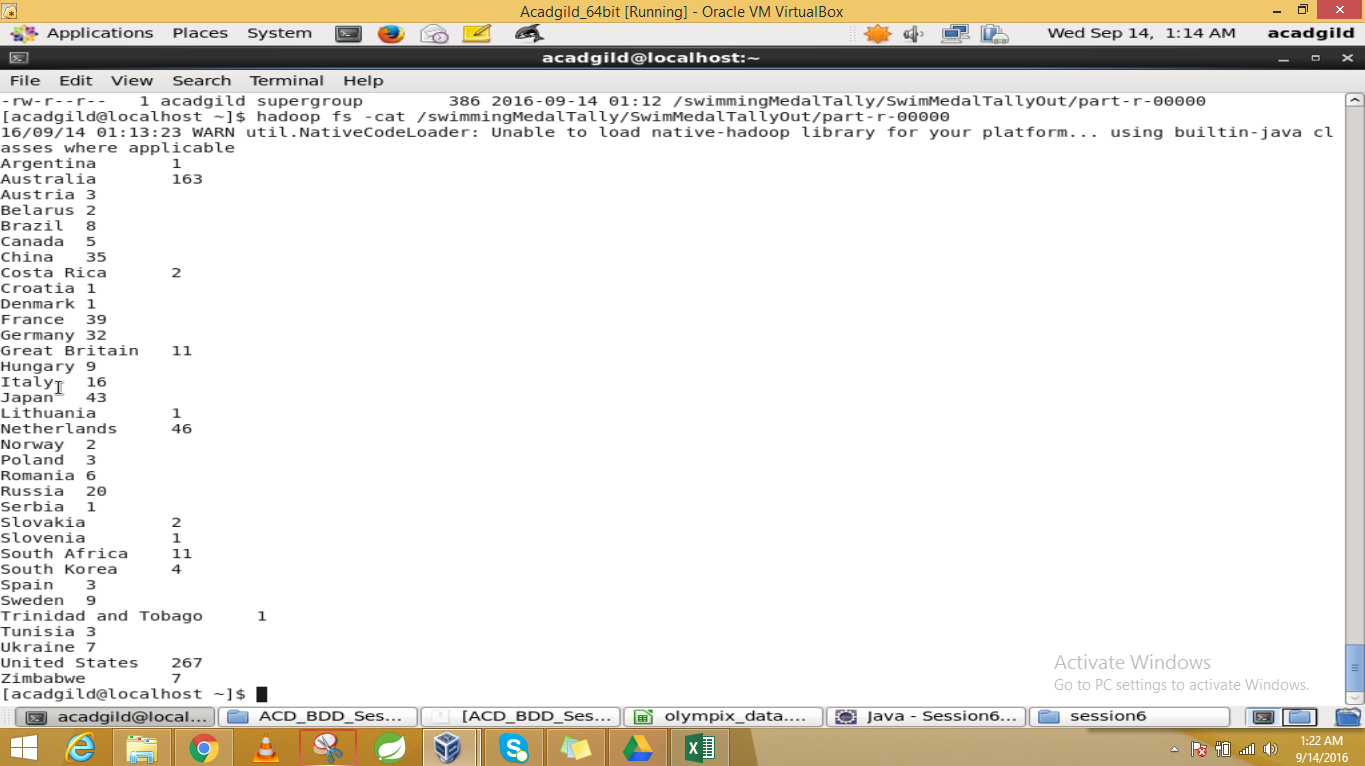 Acadgild_64bit [Running] - Oracle VM VirtualBox
Applications Places System Wed Sep 14, 1:14 AM acadgild
acadgild@localhost:~
File Edit View Search Terminal Help
-rw-r--r-- 1 acadgild supergroup 386 2016-09-14 01:12 /swimmingMedalTally/SwimMedalTallyOut/part-r-00000
[acadgild@localhost ~]$ hadoop fs -cat /swimmingMedalTally/SwimMedalTallyOut/part-r-00000
16/09/14 01:13:23 WARN util.NativeCodeLoader: Unable to load native-hadoop library for your platform... using builtin-java cl
asses where applicable
Argentina 1
Australia 163
Austria 3
Belarus 2
Brazil 8
Canada 5
China 35
Costa Rica 2
Croatia 1
Denmark 1
France 39
Germany 32
Great Britain 11
Hungary 9
Italy 16
Japan 43
Lithuania 1
Netherlands 46
Norway 2
Poland 3
Romania 6
Russia 20
Serbia 1
Slovakia 2
Slovenia 1
South Africa 11
South Korea 4
Spain 3
Sweden 9
Trinidad and Tobago 1
Tunisia 3
Ukraine 7
United States 267
Zimbabwe 7
[acadgild@localhost ~]$
Activate Windows
Go to PC settings to activate Windows.
acadgild@local... ACD_BDD_Ses... [ACD_BDD_Ses... olympix_data.... Java - Session6... session6
1:22 AM
9/14/2016